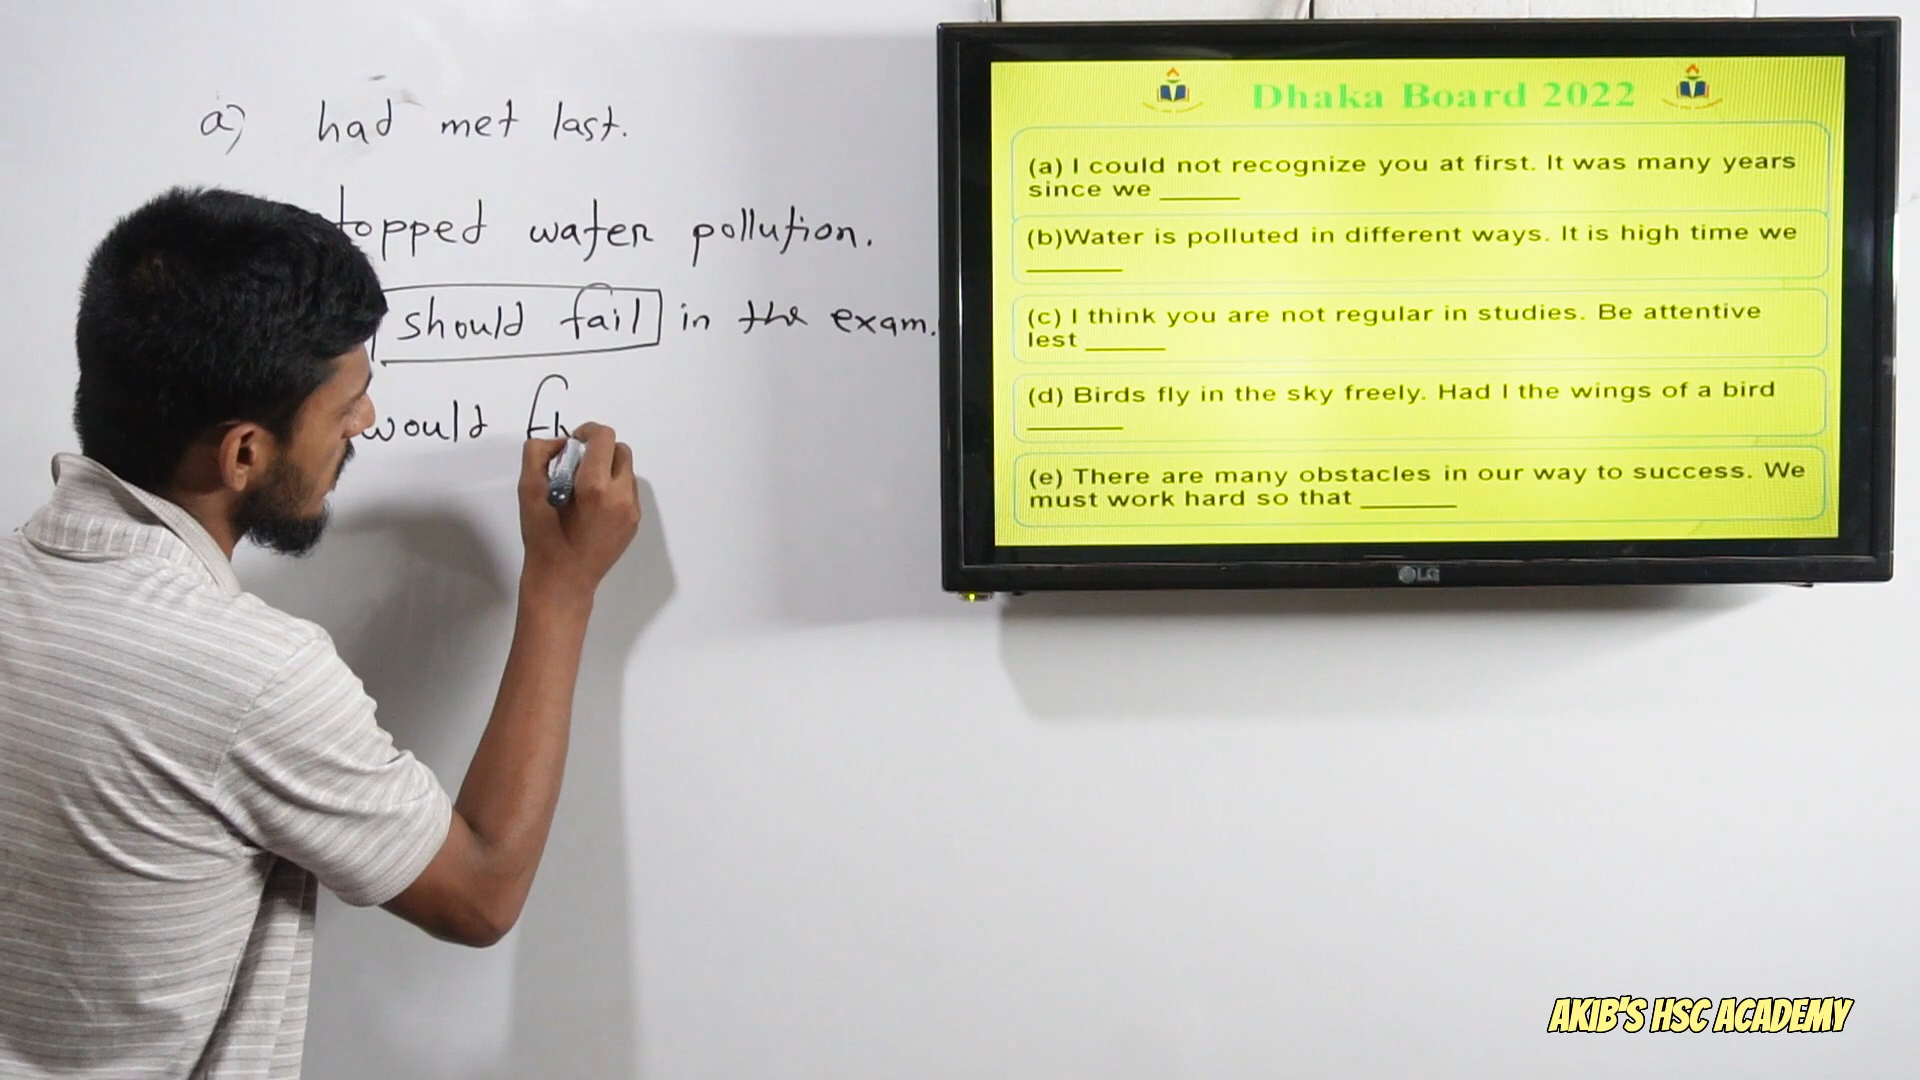 a) had met last.
topped water pollution.
should fail in the exam.
would fly
Dhaka Board 2022
(a) I could not recognize you at first. It was many years
since we ______
(b)Water is polluted in different ways. It is high time we
_______
(c) I think you are not regular in studies. Be attentive
lest ______
(d) Birds fly in the sky freely. Had I the wings of a bird
_______
(e) There are many obstacles in our way to success. We
must work hard so that _______
LG
AKIB'S HSC ACADEMY